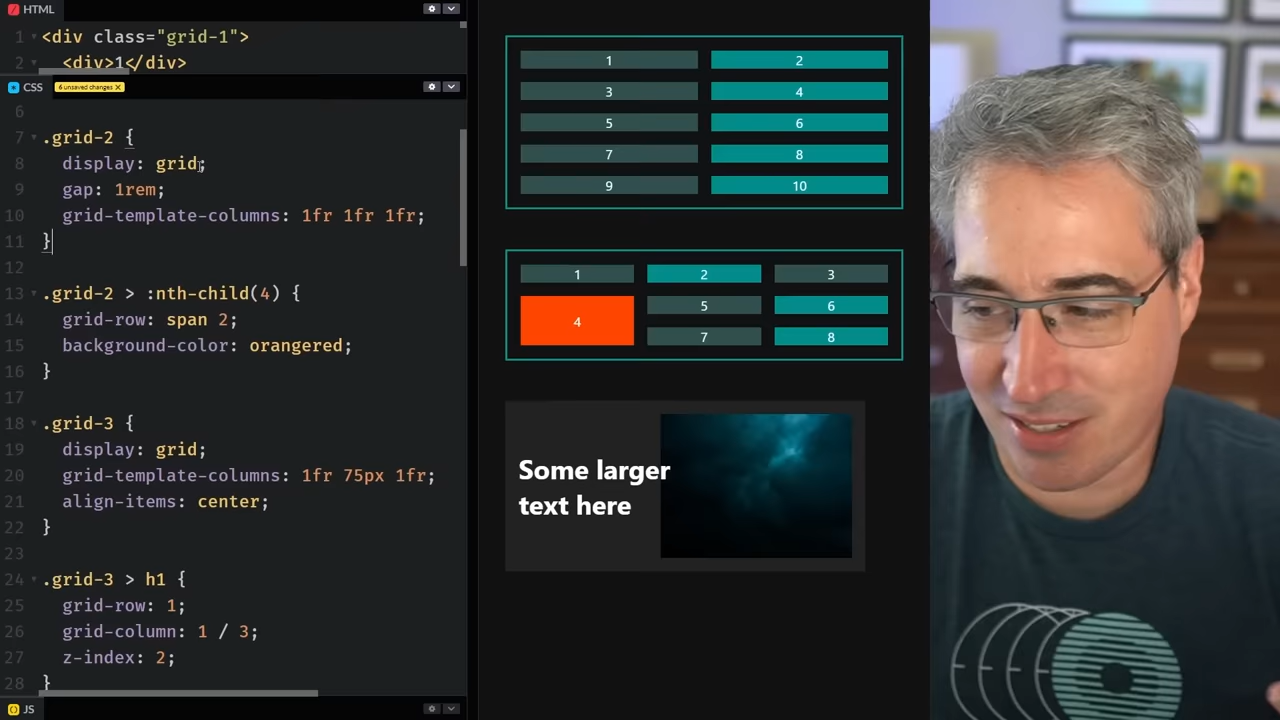 HTML
1 <div class="grid-1">
2 <div>1</div>
CSS 6 unsaved changes X
6
7 .grid-2 {
8 display: grid;
9 gap: 1rem;
10 grid-template-columns: 1fr 1fr 1fr;
11 }
12
13 .grid-2 > :nth-child(4) {
14 grid-row: span 2;
15 background-color: orangered;
16 }
17
18 .grid-3 {
19 display: grid;
20 grid-template-columns: 1fr 75px 1fr;
21 align-items: center;
22 }
23
24 .grid-3 > h1 {
25 grid-row: 1;
26 grid-column: 1 / 3;
27 z-index: 2;
28 }
JS
1 2
3 4
5 6
7 8
9 10
1 2 3
4 5 6
7 8
Some larger
text here